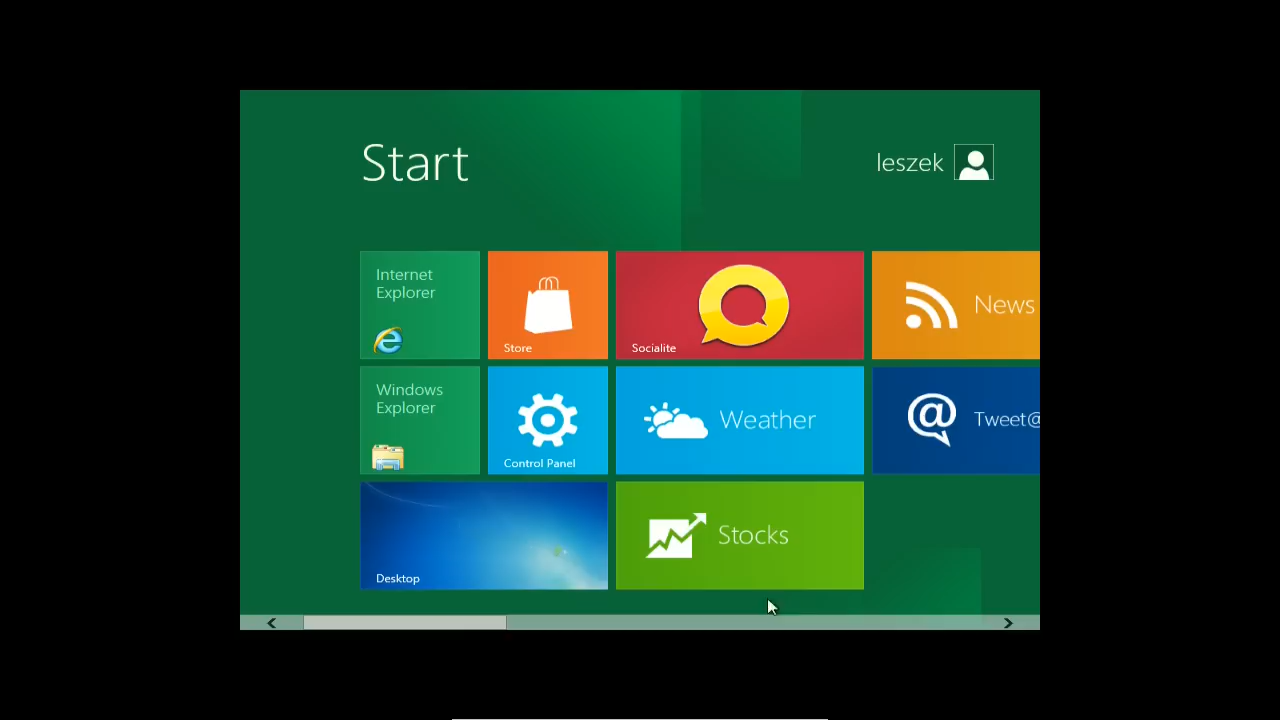 Start
leszek
Internet
Explorer
Store
Socialite
News
Windows
Explorer
Control Panel
Weather
Tweet@
Desktop
Stocks